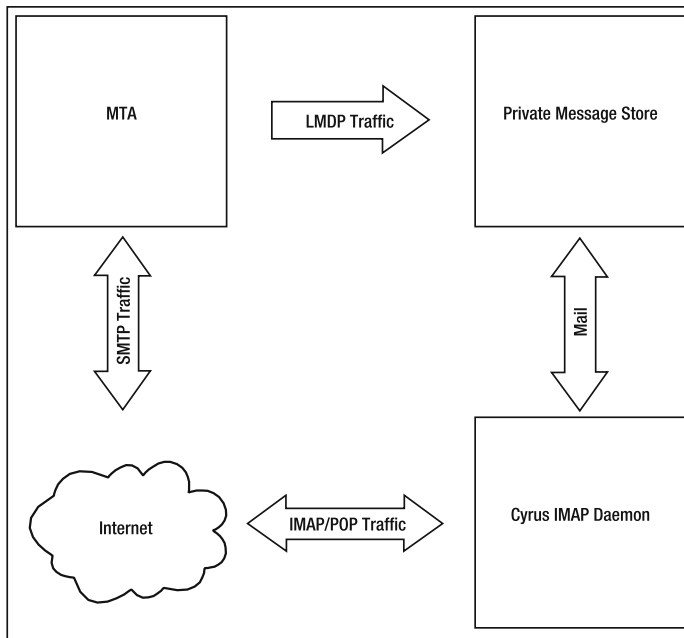 MTA
LMDP Traffic
Private Message Store
SMTP Traffic
Mail
Internet
IMAP/POP Traffic
Cyrus IMAP Daemon